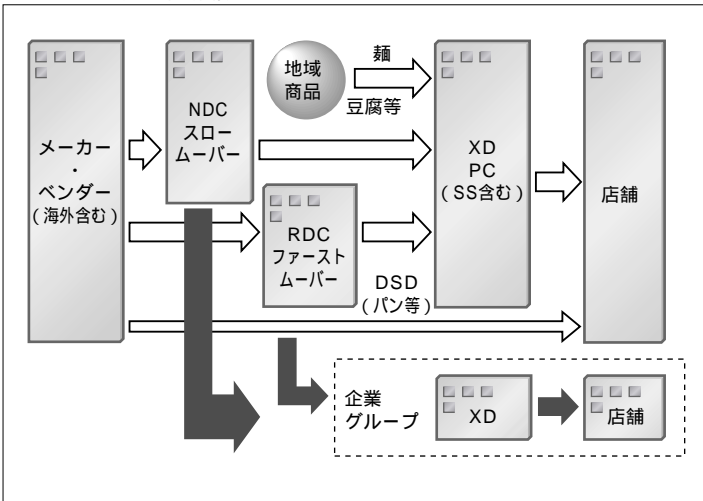 メーカー
・
ベンダー
(海外含む)
NDC
スロー
ムーバー
地域
商品
麺
豆腐等
RDC
ファースト
ムーバー
XD
PC
(SS含む)
店舗
DSD
(パン等)
企業
グループ
XD
店舗